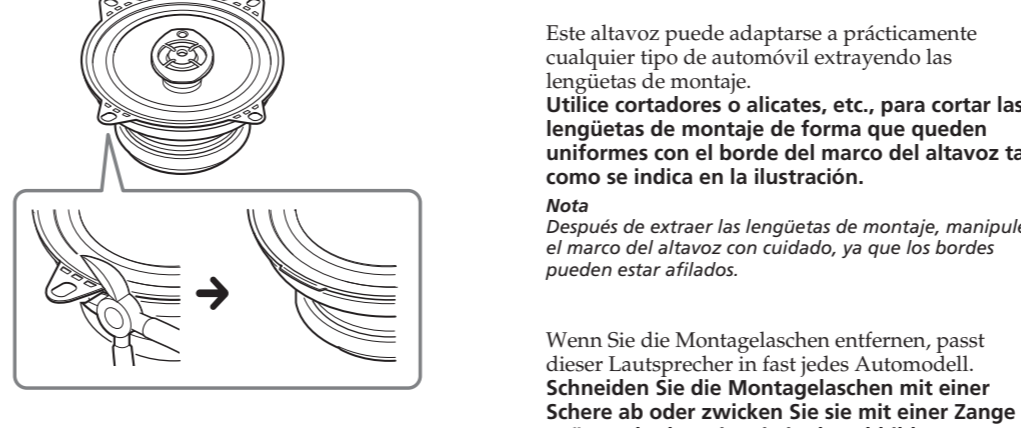 Este altavoz puede adaptarse a prácticamente
cualquier tipo de automóvil extrayendo las
lengüetas de montaje.
Utilice cortadores o alicates, etc., para cortar las
lengüetas de montaje de forma que queden
uniformes con el borde del marco del altavoz ta
como se indica en la ilustración.
Nota
Después de extraer las lengüetas de montaje, manipule
el marco del altavoz con cuidado, ya que los bordes
pueden estar afilados.
Wenn Sie die Montagelaschen entfernen, passt
dieser Lautsprecher in fast jedes Automodell.
Schneiden Sie die Montagelaschen mit einer
Schere ab oder zwicken Sie sie mit einer Zange